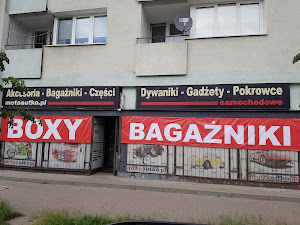 Akcesoria - Bagażniki - Części
motoautko.pl
Dywaniki - Gadżety - Pokrowce
samochodowe
BOXY
BAGAŻNIKI